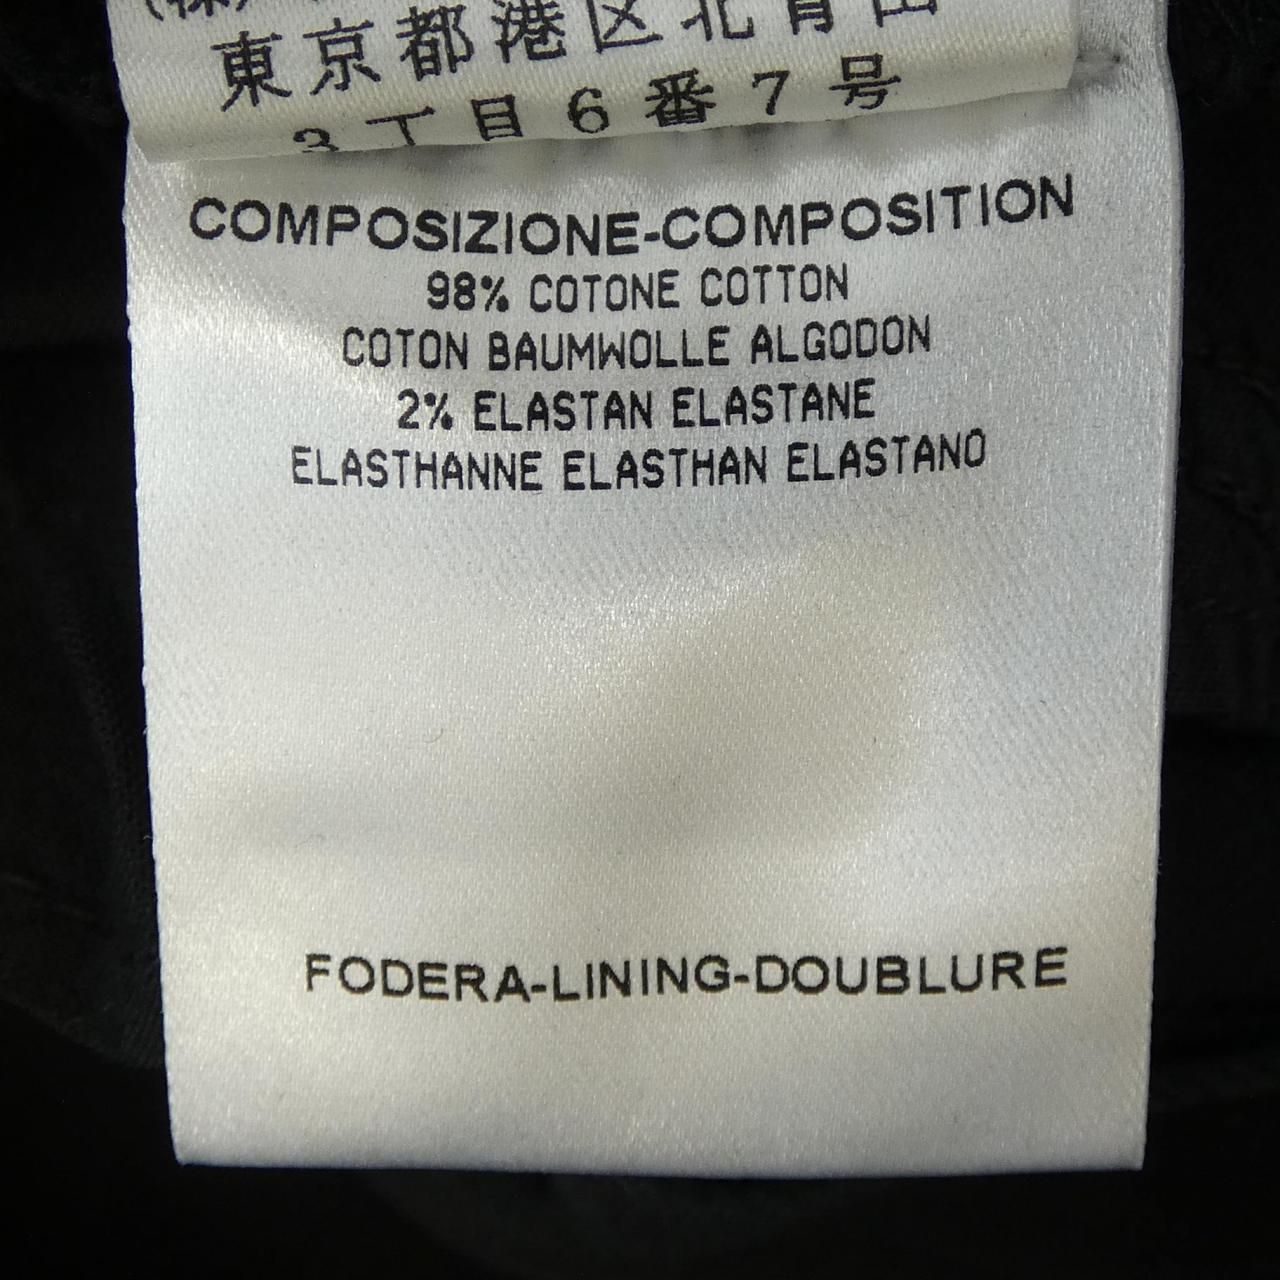 東京都港区北青山
3丁目6番7号
COMPOSIZIONE-COMPOSITION
98% COTONE COTTON
COTON BAUMWOLLE ALGODON
2% ELASTAN ELASTANE
ELASTHANNE ELASTHAN ELASTANO
FODERA-LINING-DOUBLURE